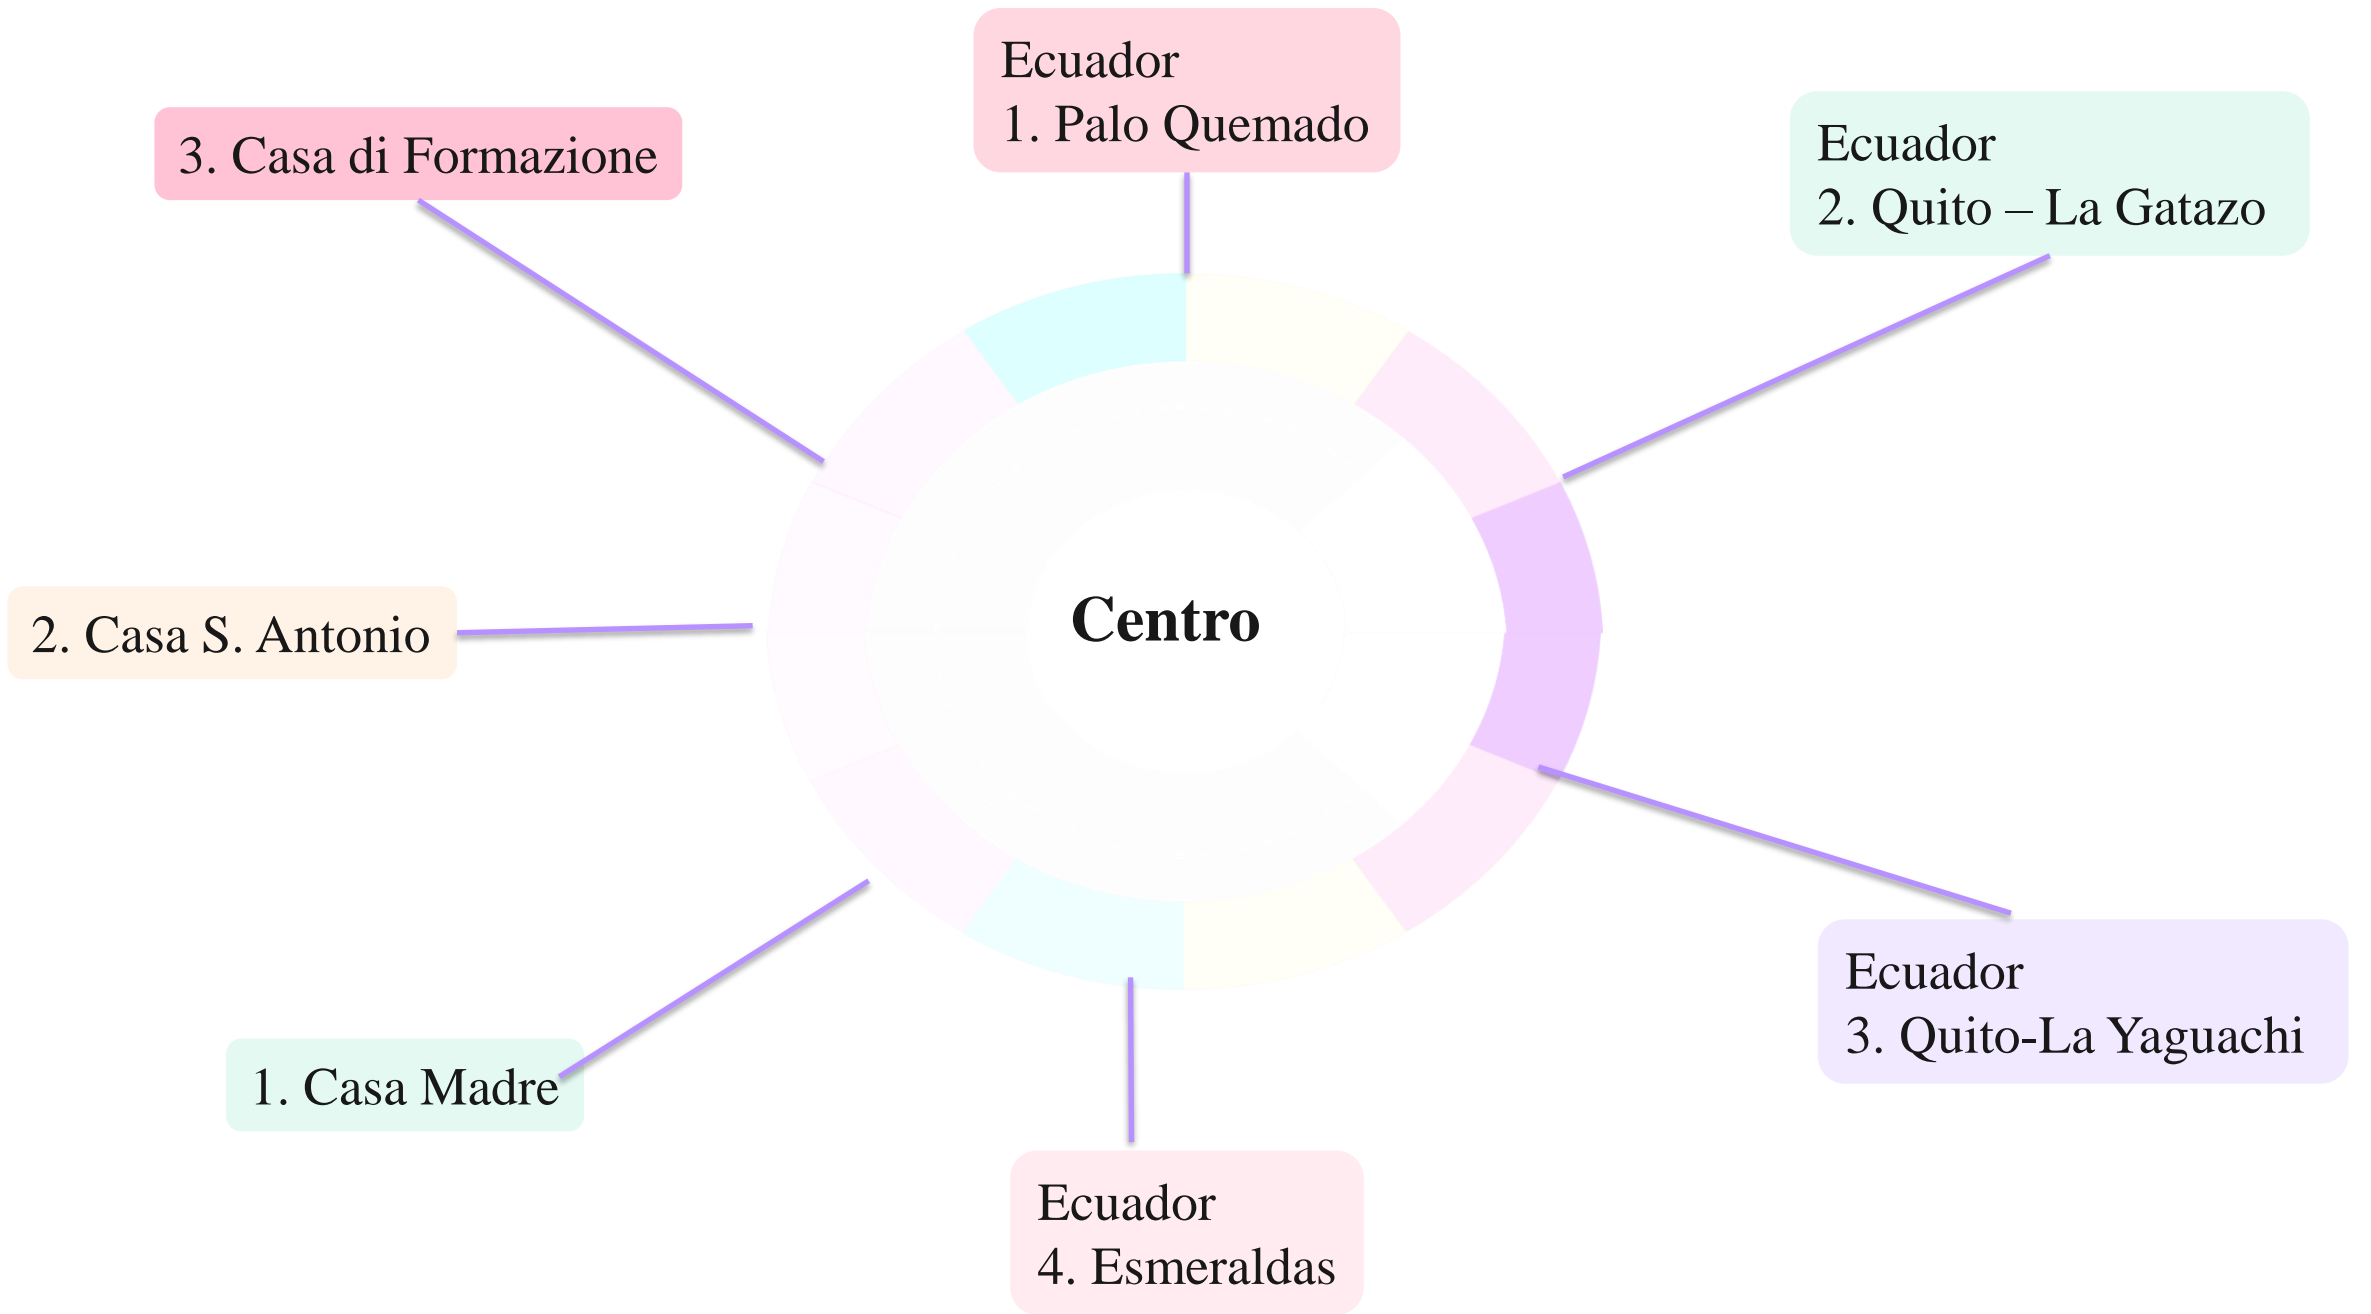 Ecuador
1. Palo Quemado
Ecuador
2. Quito – La Gatazo
3. Casa di Formazione
Centro
2. Casa S. Antonio
Ecuador
3. Quito-La Yaguachi
1. Casa Madre
Ecuador
4. Esmeraldas